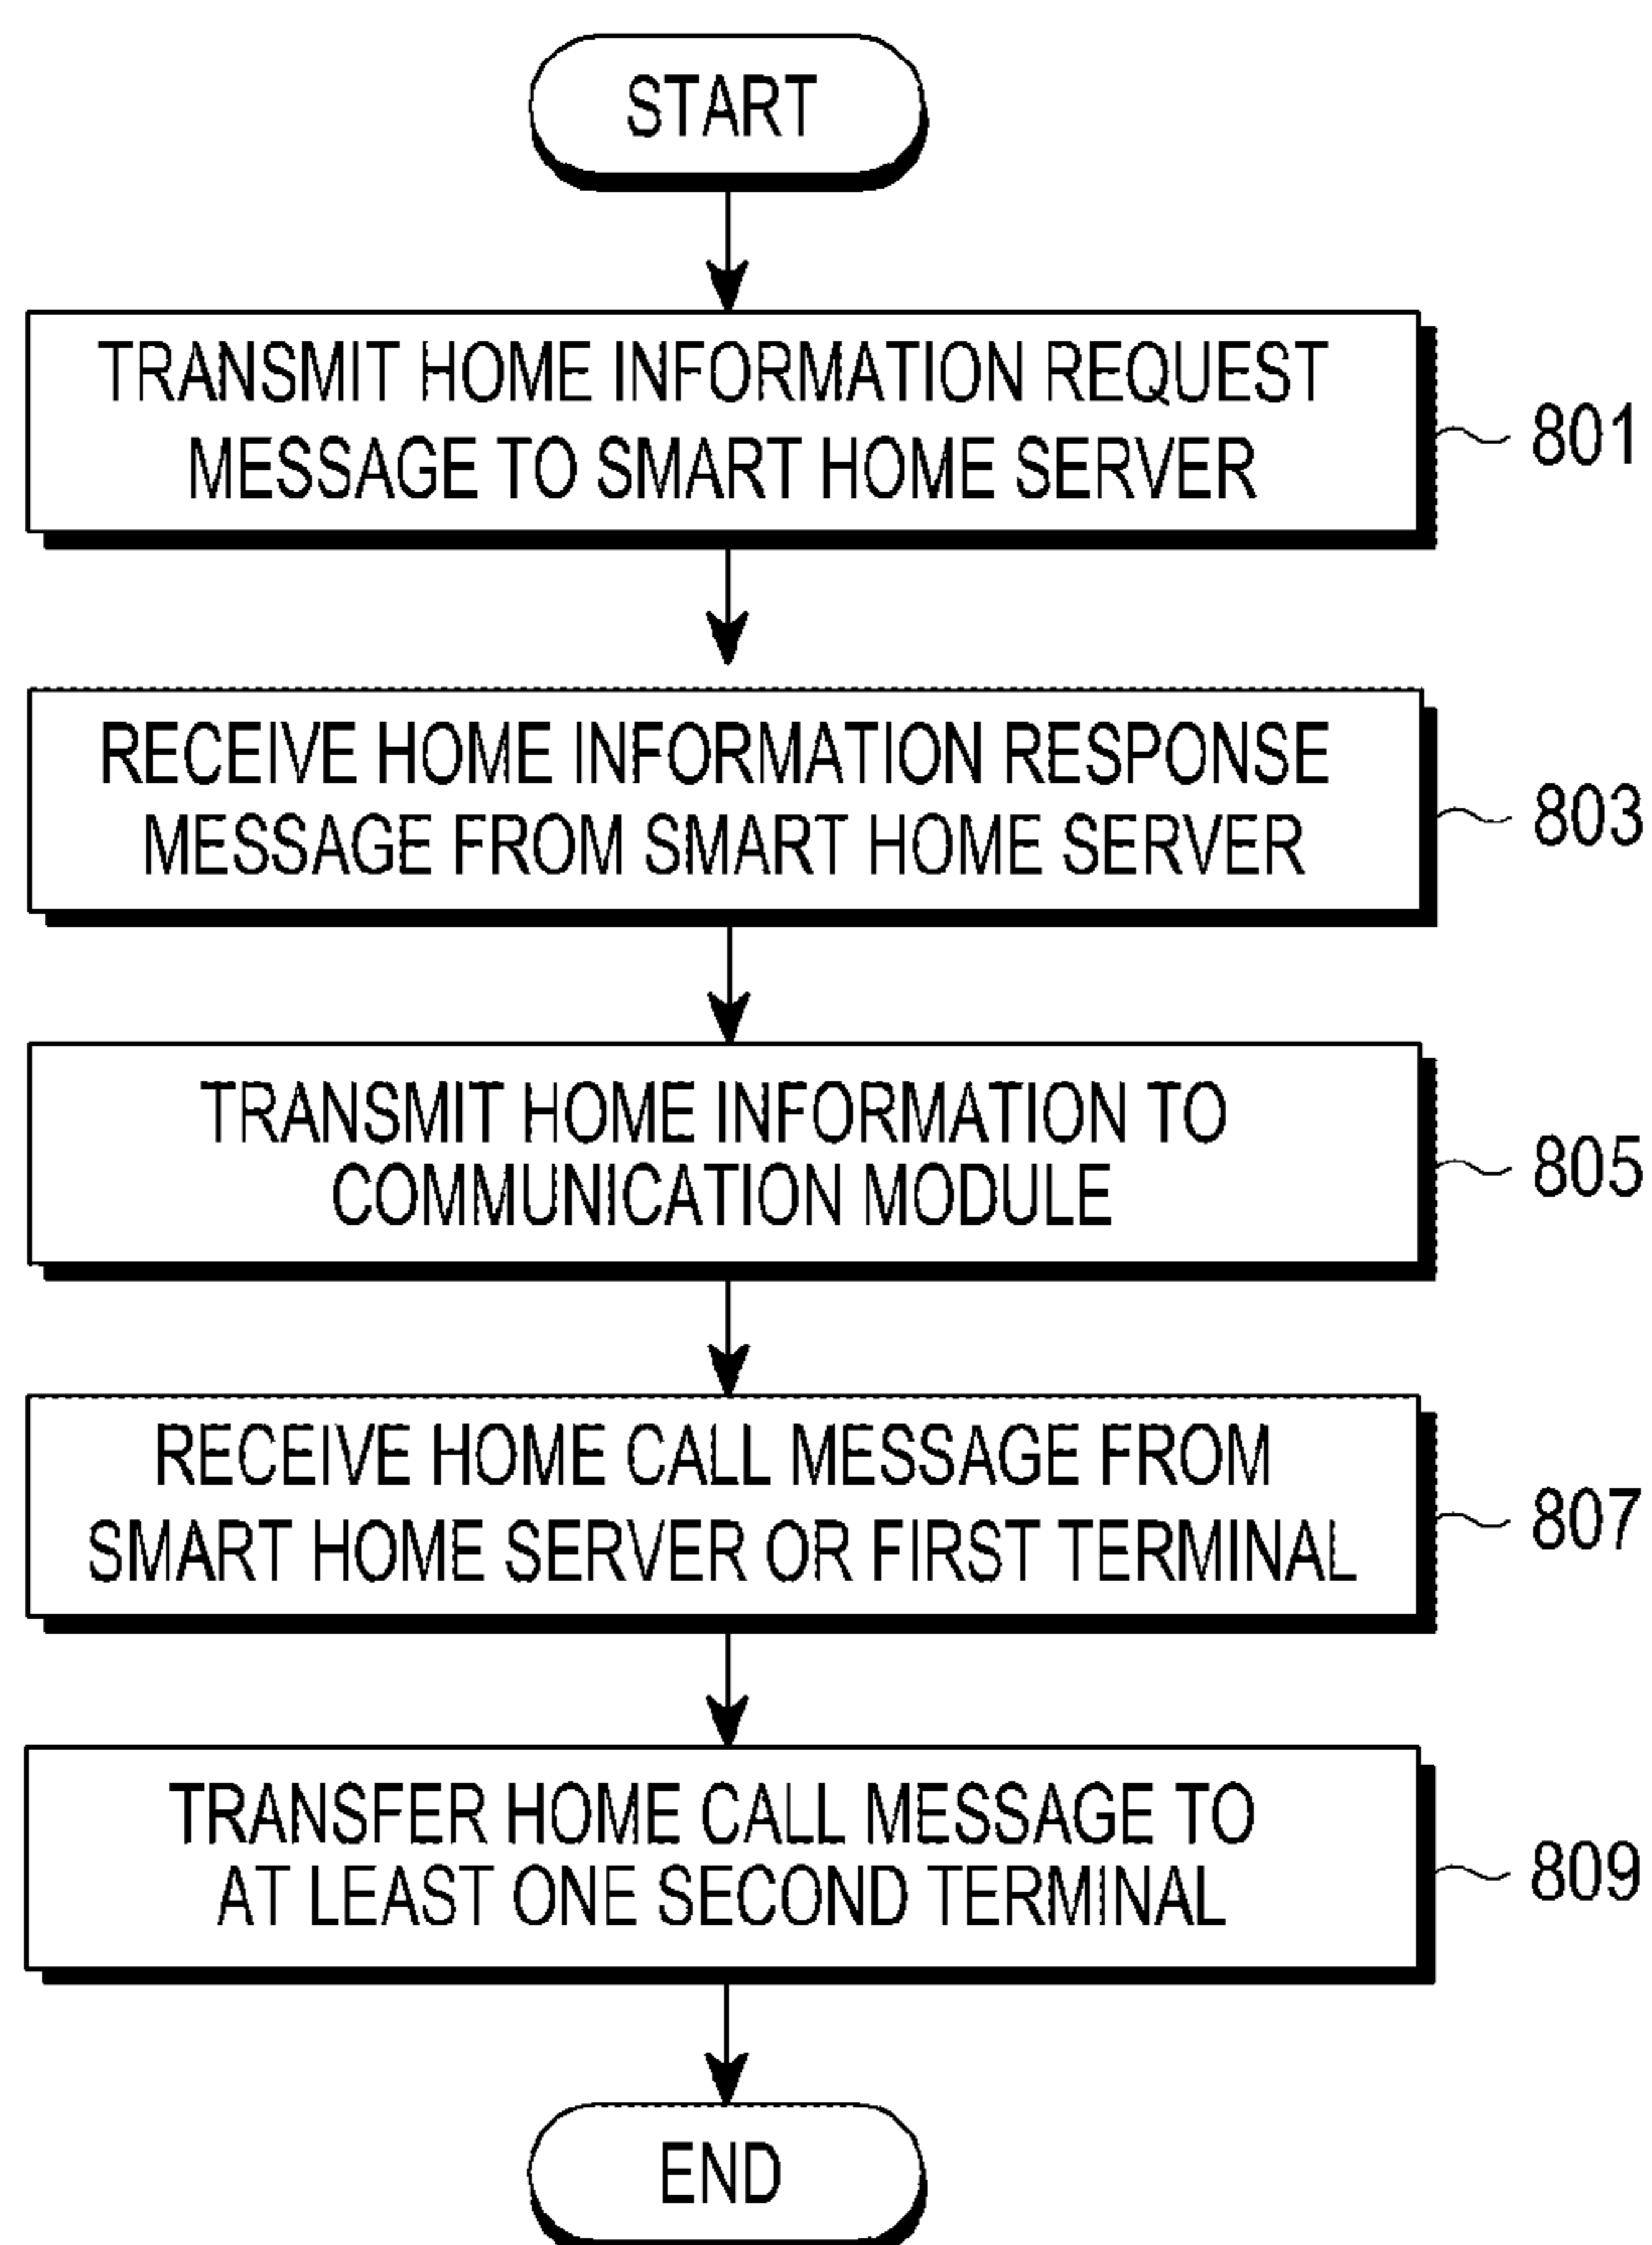 START
TRANSMIT HOME INFORMATION REQUEST
MESSAGE TO SMART HOME SERVER
801
RECEIVE HOME INFORMATION RESPONSE
MESSAGE FROM SMART HOME SERVER
803
TRANSMIT HOME INFORMATION TO
COMMUNICATION MODULE
805
RECEIVE HOME CALL MESSAGE FROM
SMART HOME SERVER OR FIRST TERMINAL
807
TRANSFER HOME CALL MESSAGE TO
AT LEAST ONE SECOND TERMINAL
809
END